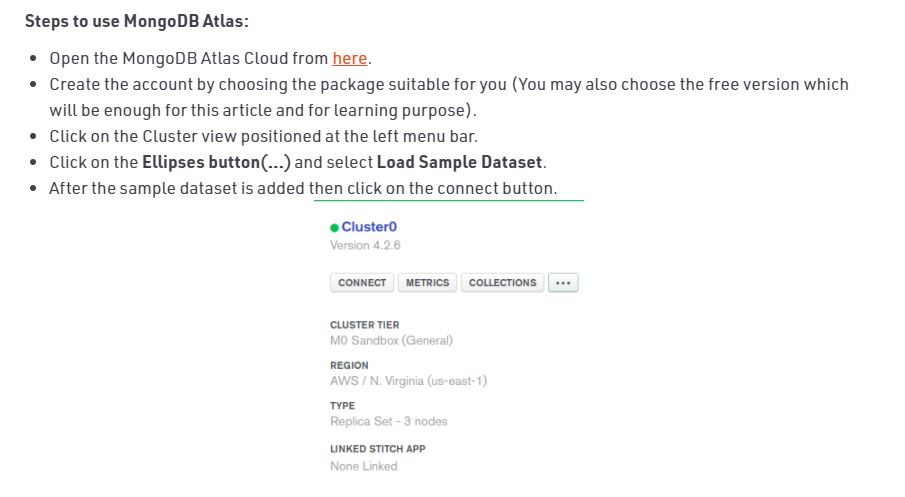 Steps to use MongoDB Atlas:
• Open the MongoDB Atlas Cloud from here.
• Create the account by choosing the package suitable for you (You may also choose the free version which
will be enough for this article and for learning purpose).
• Click on the Cluster view positioned at the left menu bar.
• Click on the Ellipses button(...) and select Load Sample Dataset.
• After the sample dataset is added then click on the connect button.
Cluster0
Version 4.2.6
CONNECT METRICS COLLECTIONS ...
CLUSTER TIER
M0 Sandbox (General)
REGION
AWS / N. Virginia (us-east-1)
TYPE
Replica Set - 3 nodes
LINKED STITCH APP
None Linked